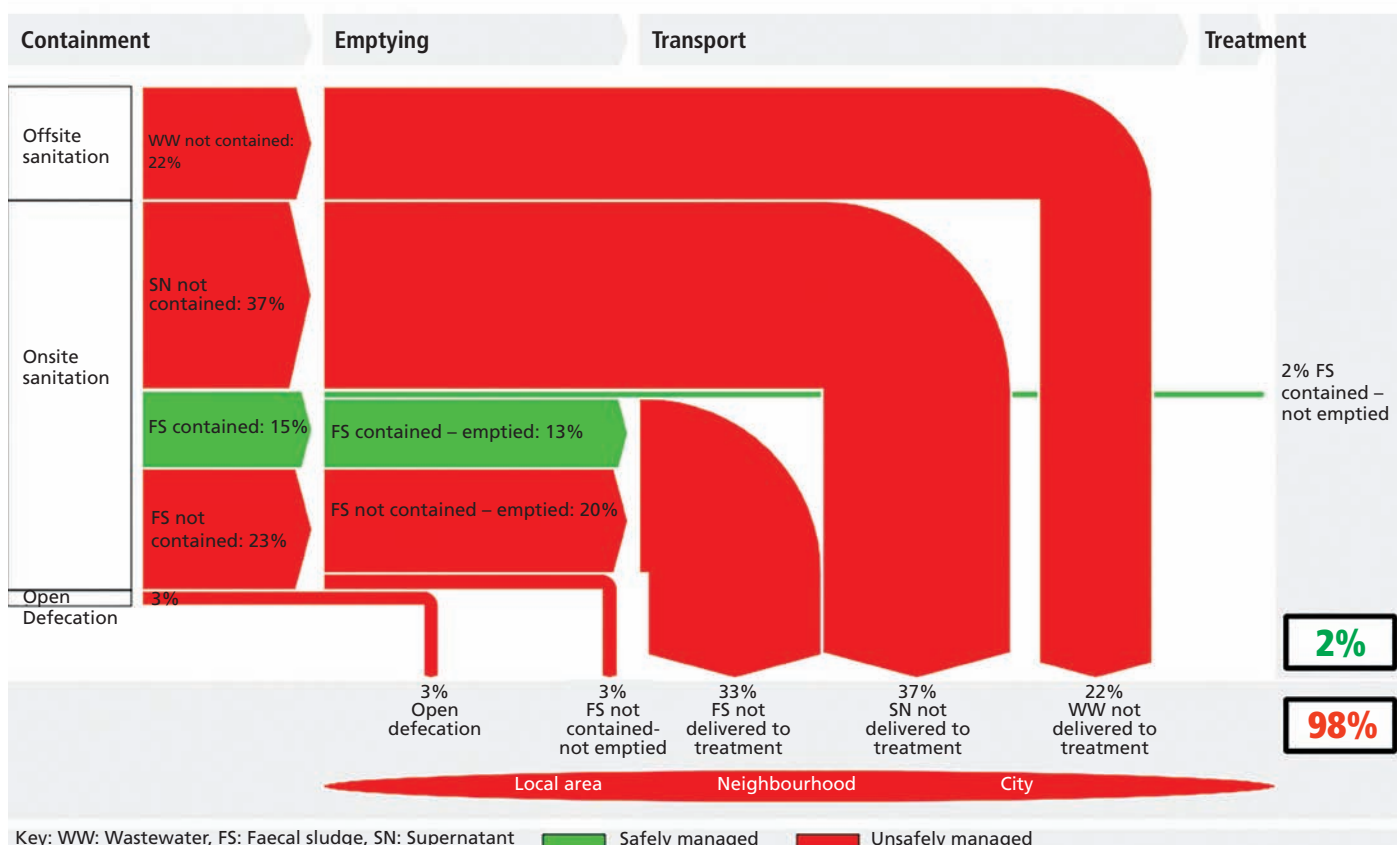 Containment
Emptying
Transport
Treatment
Offsite
sanitation
WW not contained:
22%
Onsite
sanitation
SN not
contained: 37%
FS contained: 15%
FS contained – emptied: 13%
FS not
contained: 23%
FS not contained – emptied: 20%
Open
Defecation
3%
2% FS
contained –
not emptied
2%
98%
3%
Open
defecation
3%
FS not
contained-
not emptied
33%
FS not
delivered to
treatment
37%
SN not
delivered to
treatment
22%
WW not
delivered to
treatment
Local area
Neighbourhood
City
Key: WW: Wastewater, FS: Faecal sludge, SN: Supernatant
Safely managed
Unsafely managed